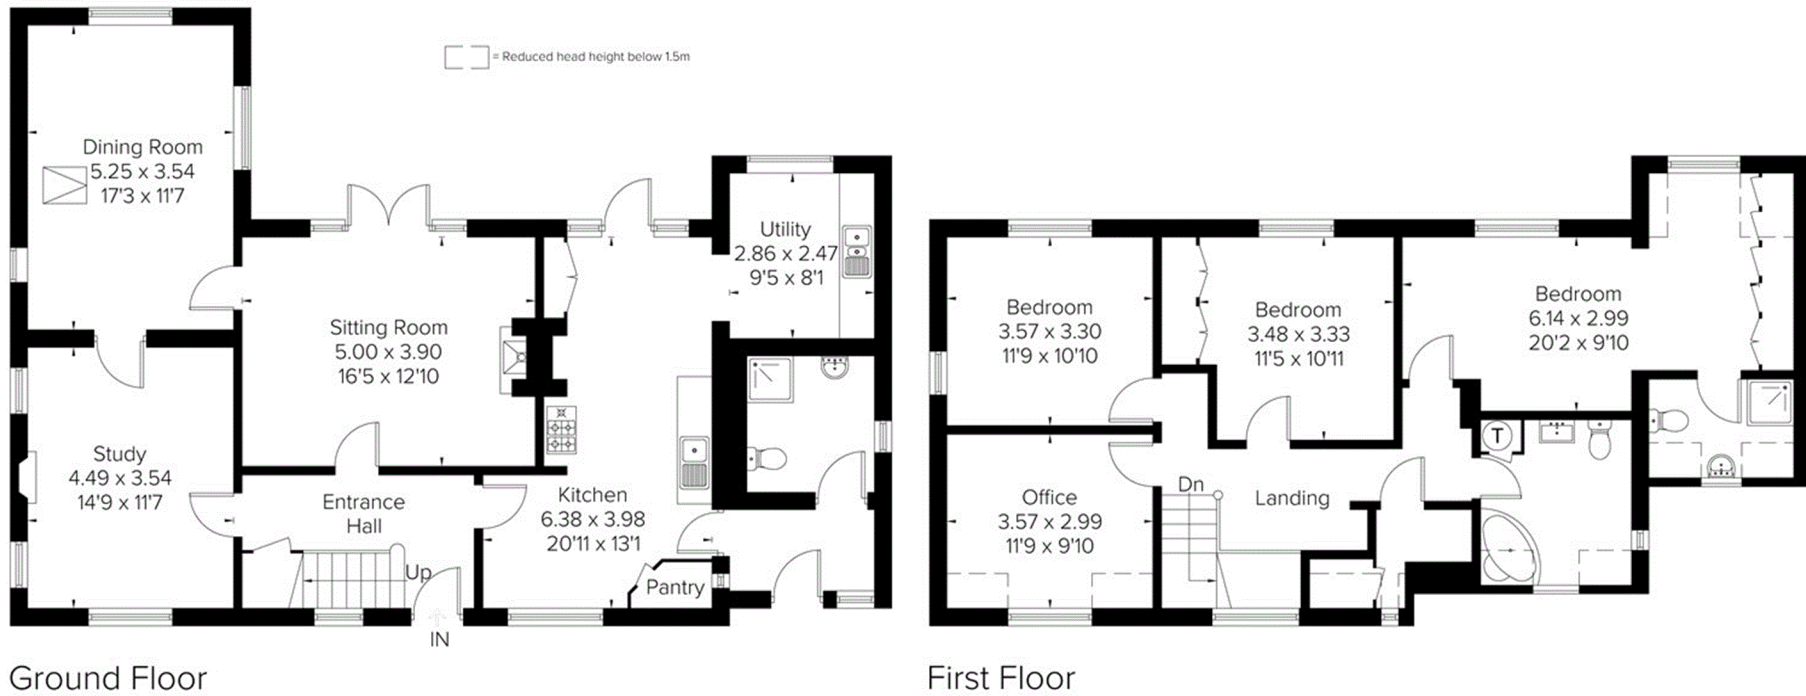 = Reduced head height below 1.5m
Dining Room
5.25 x 3.54
17'3 x 11'7
Sitting Room
5.00 x 3.90
16'5 x 12'10
Utility
2.86 x 2.47
9'5 x 8'1
Study
4.49 x 3.54
14'9 x 11'7
Entrance
Hall
Up
IN
Kitchen
6.38 x 3.98
20'11 x 13'1
Pantry
Ground Floor
Bedroom
3.57 x 3.30
11'9 x 10'10
Bedroom
3.48 x 3.33
11'5 x 10'11
Bedroom
6.14 x 2.99
20'2 x 9'10
T
Office
3.57 x 2.99
11'9 x 9'10
Dn
Landing
First Floor